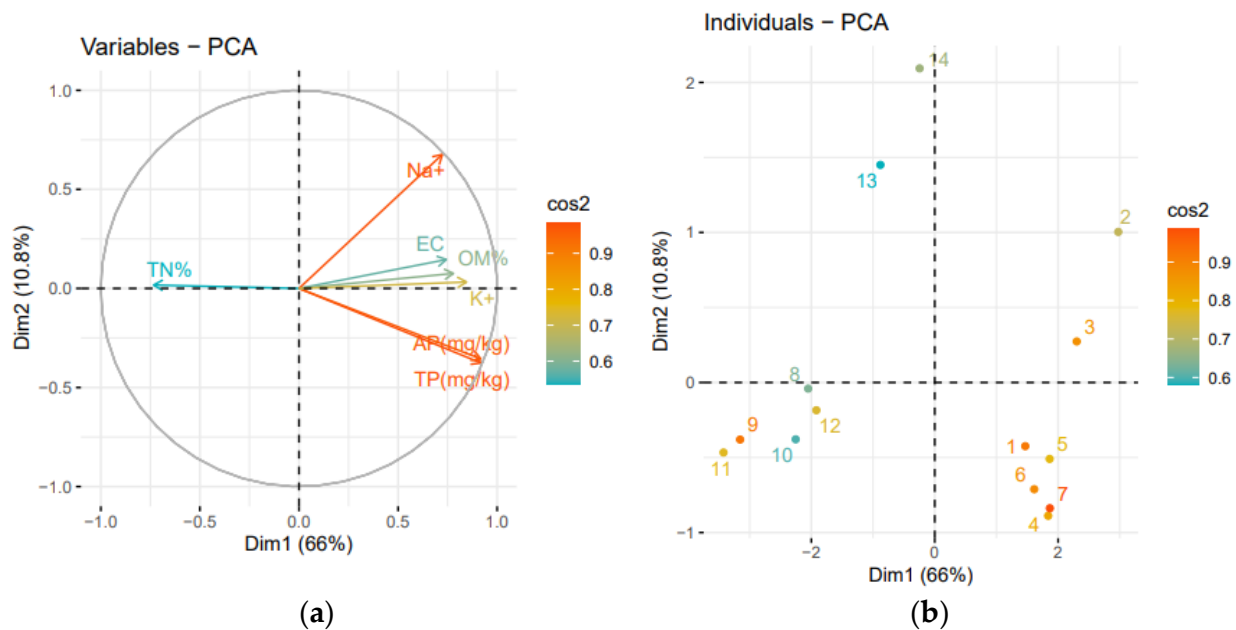 Variables − PCA
1.0
0.5
0.0
−0.5
−1.0
Dim2 (10.8%)
Na+
EC
OM%
TN%
K+
AP(mg/kg)
TP(mg/kg)
−1.0
−0.5
0.0
0.5
1.0
Dim1 (66%)
cos2
0.9
0.8
0.7
0.6
(a)
Individuals − PCA
2
1
0
−1
Dim2 (10.8%)
14
13
2
3
8
12
9
10
11
1
5
6
7
4
−2
0
2
Dim1 (66%)
cos2
0.9
0.8
0.7
0.6
(b)